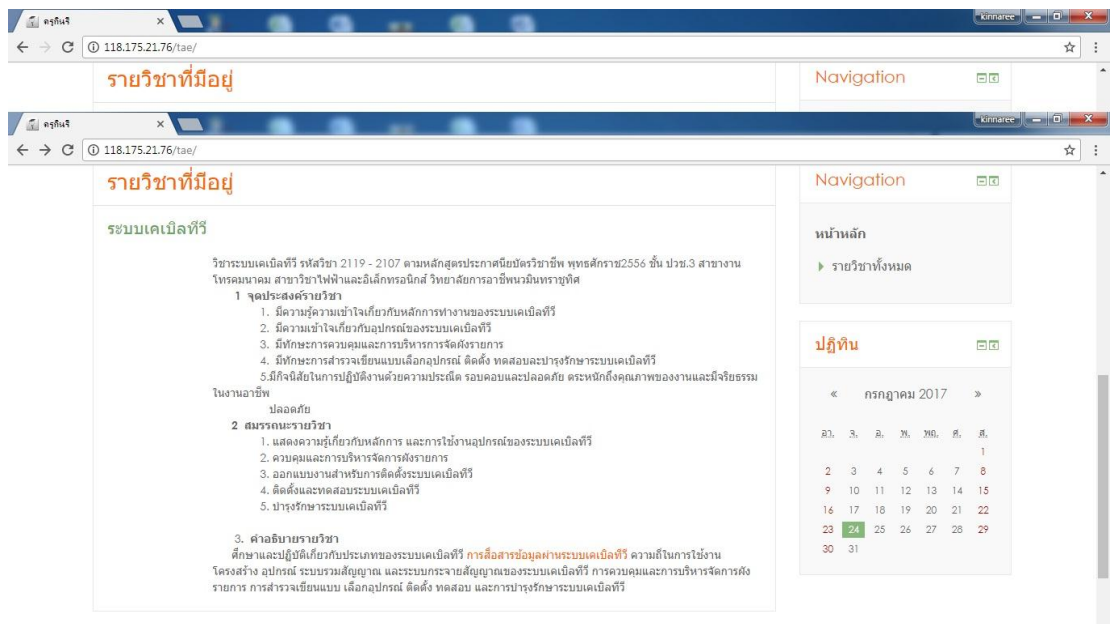 ครูกินรี
kinnaree
118.175.21.76/tae/
รายวิชาที่มีอยู่
Navigation
ครูกินรี
kinnaree
118.175.21.76/tae/
รายวิชาที่มีอยู่
ระบบเคเบิลทีวี
วิชาระบบเคเบิลทีวี รหัสวิชา 2119 - 2107 ตามหลักสูตรประกาศนียบัตรวิชาชีพ พุทธศักราช2556 ชั้น ปวช.3 สาขางาน
โทรคมนาคม สาขาวิชาไฟฟ้าและอิเล็กทรอนิกส์ วิทยาลัยการอาชีพนวมินทราชูทิศ
1 จุดประสงค์รายวิชา
1. มีความรู้ความเข้าใจเกี่ยวกับหลักการทำงานของระบบเคเบิลทีวี
2. มีความเข้าใจเกี่ยวกับอุปกรณ์ของระบบเคเบิลทีวี
3. มีทักษะการควบคุมและการบริหารการจัดผังรายการ
4. มีทักษะการสำรวจเขียนแบบเลือกอุปกรณ์ ติดตั้ง ทดสอบละบำรุงรักษาระบบเคเบิลทีวี
5.มีกิจนิสัยในการปฏิบัติงานด้วยความประณีต รอบคอบและปลอดภัย ตระหนักถึงคุณภาพของงานและมีจริยธรรม
ในงานอาชีพ
ปลอดภัย
2 สมรรถนะรายวิชา
1. แสดงความรู้เกี่ยวกับหลักการ และการใช้งานอุปกรณ์ของระบบเคเบิลทีวี
2. ควบคุมและการบริหารจัดการผังรายการ
3. ออกแบบงานสำหรับการติดตั้งระบบเคเบิลทีวี
4. ติดตั้งและทดสอบระบบเคเบิลทีวี
5. บำรุงรักษาระบบเคเบิลทีวี
3. คำอธิบายรายวิชา
ศึกษาและปฏิบัติเกี่ยวกับประเภทของระบบเคเบิลทีวี การสื่อสารข้อมูลผ่านระบบเคเบิลทีวี ความถี่ในการใช้งาน
โครงสร้าง อุปกรณ์ ระบบรวมสัญญาณ และระบบกระจายสัญญาณของระบบเคเบิลทีวี การควบคุมและการบริหารจัดการผัง
รายการ การสำรวจเขียนแบบ เลือกอุปกรณ์ ติดตั้ง ทดสอบ และการบำรุงรักษาระบบเคเบิลทีวี
Navigation
หน้าหลัก
รายวิชาทั้งหมด
ปฏิทิน
« กรกฎาคม 2017 »
อา. จ. อ. พ. พฤ. ศ. ส.
1
2 3 4 5 6 7 8
9 10 11 12 13 14 15
16 17 18 19 20 21 22
23 24 25 26 27 28 29
30 31